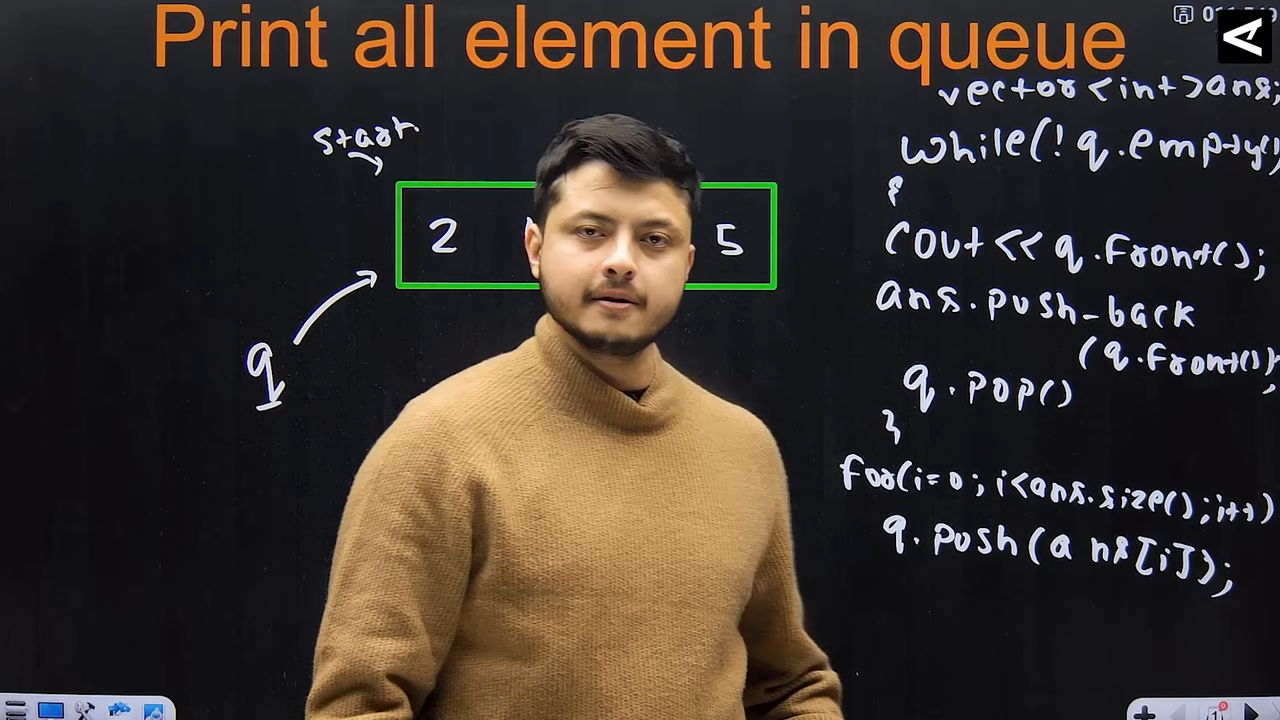 Print all element in queue
start
2 5
q
vector<int>ans;
while(!q.empty()
{
cout<<q.front();
ans.push_back
(q.front());
q.pop()
}
for(i=0;i<ans.size();i++)
q.push(ans[i]);